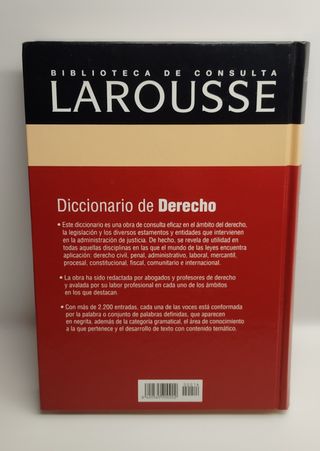 BIBLIOTECA DE CONSULTA
LAROUSSE
Diccionario de Derecho
• Este diccionario es una obra de consulta eficaz en el ámbito del derecho,
la legislación y los diversos estamentos y entidades que intervienen
en la administración de justicia. De hecho, se revela de utilidad en
todas aquellas disciplinas en las que el mundo de las leyes encuentra
aplicación: derecho civil, penal, administrativo, laboral, mercantil,
procesal, constitucional, fiscal, comunitario e internacional.
• La obra ha sido redactada por abogados y profesores de derecho
y avalada por su labor profesional en cada uno de los ámbitos
en los que destacan.
• Con más de 2.200 entradas, cada una de las voces está conformada
por la palabra o conjunto de palabras definidas, que aparecen
en negrita, además de la categoría gramatical, el área de conocimiento
a la que pertenece y el desarrollo de texto con contenido temático.